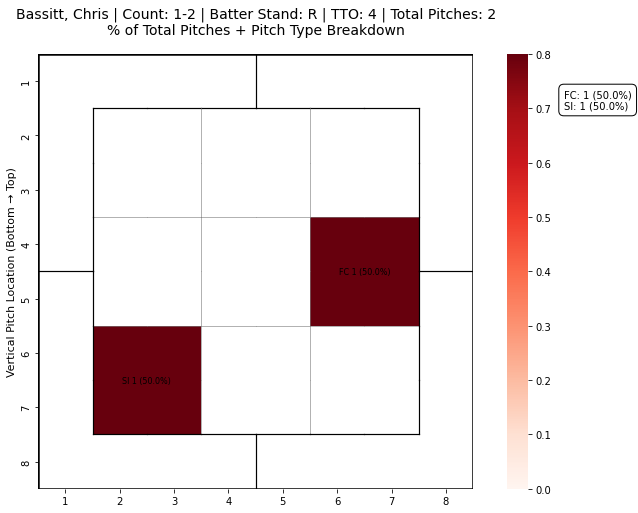 Bassitt, Chris | Count: 1-2 | Batter Stand: R | TTO: 4 | Total Pitches: 2
% of Total Pitches + Pitch Type Breakdown
FC: 1 (50.0%)
SI: 1 (50.0%)
Vertical Pitch Location (Bottom → Top)
1
2
3
4
5
6
7
8
FC 1 (50.0%)
SI 1 (50.0%)
1 2 3 4 5 6 7 8
0.8
0.7
0.6
0.5
0.4
0.3
0.2
0.1
0.0